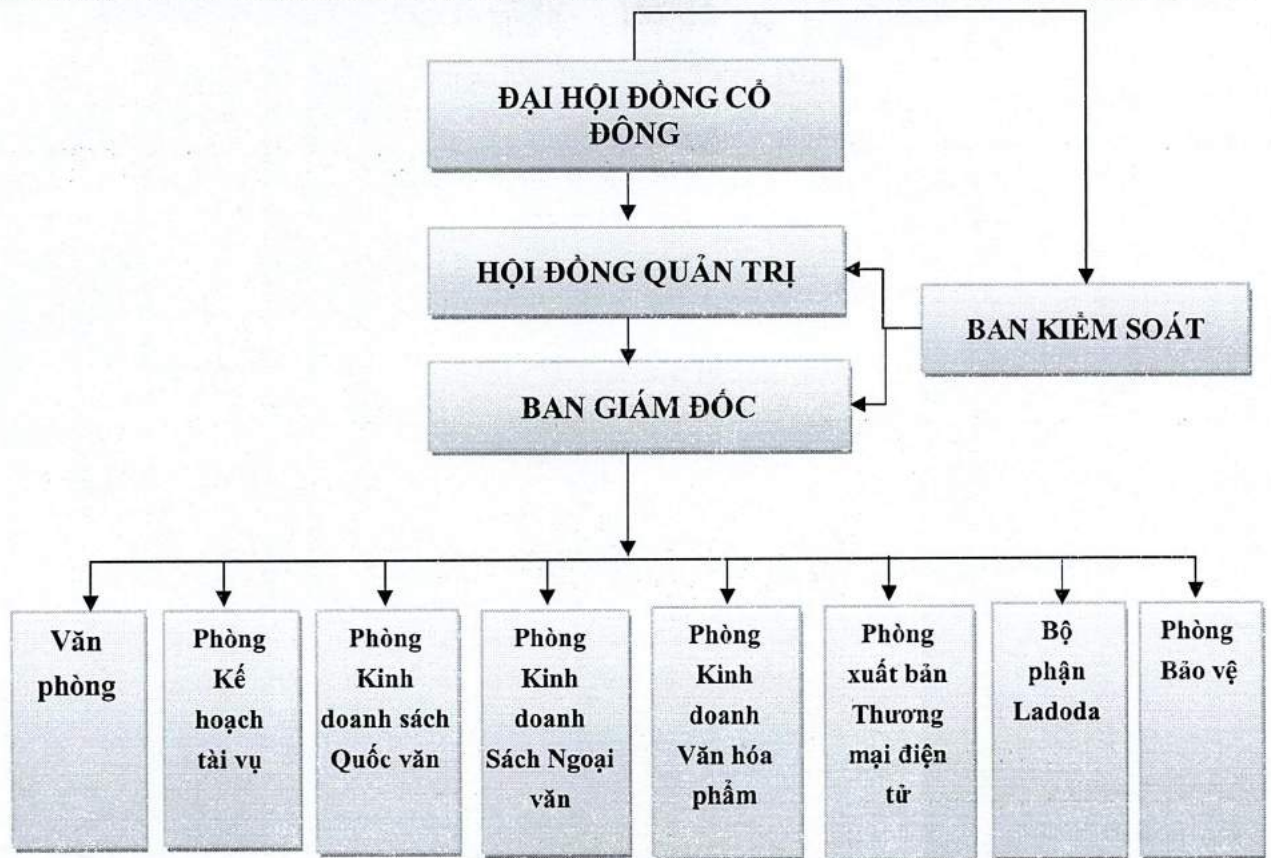 ĐẠI HỘI ĐỒNG CỔ
ĐÔNG
HỘI ĐỒNG QUẢN TRỊ
BAN KIỂM SOÁT
BAN GIÁM ĐỐC
Văn
phòng
Phòng
Kế
hoạch
tài vụ
Phòng
Kinh
doanh sách
Quốc văn
Phòng
Kinh
doanh
Sách Ngoại
văn
Phòng
Kinh
doanh
Văn hóa
phẩm
Phòng
xuất bản
Thương
mại điện
tử
Bộ
phận
Ladoda
Phòng
Bảo vệ